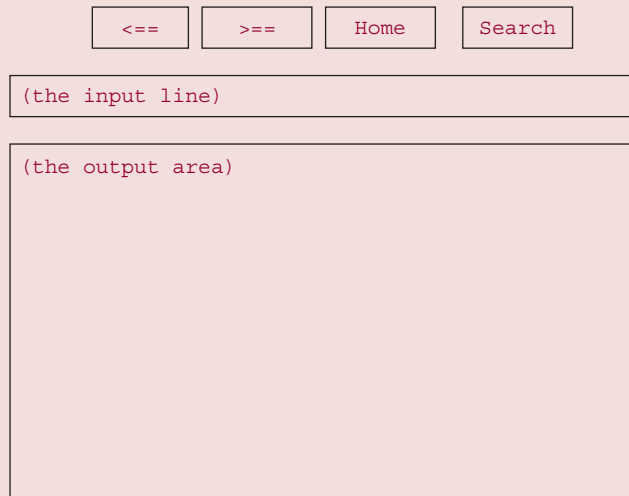 <== >== Home Search
(the input line)
(the output area)